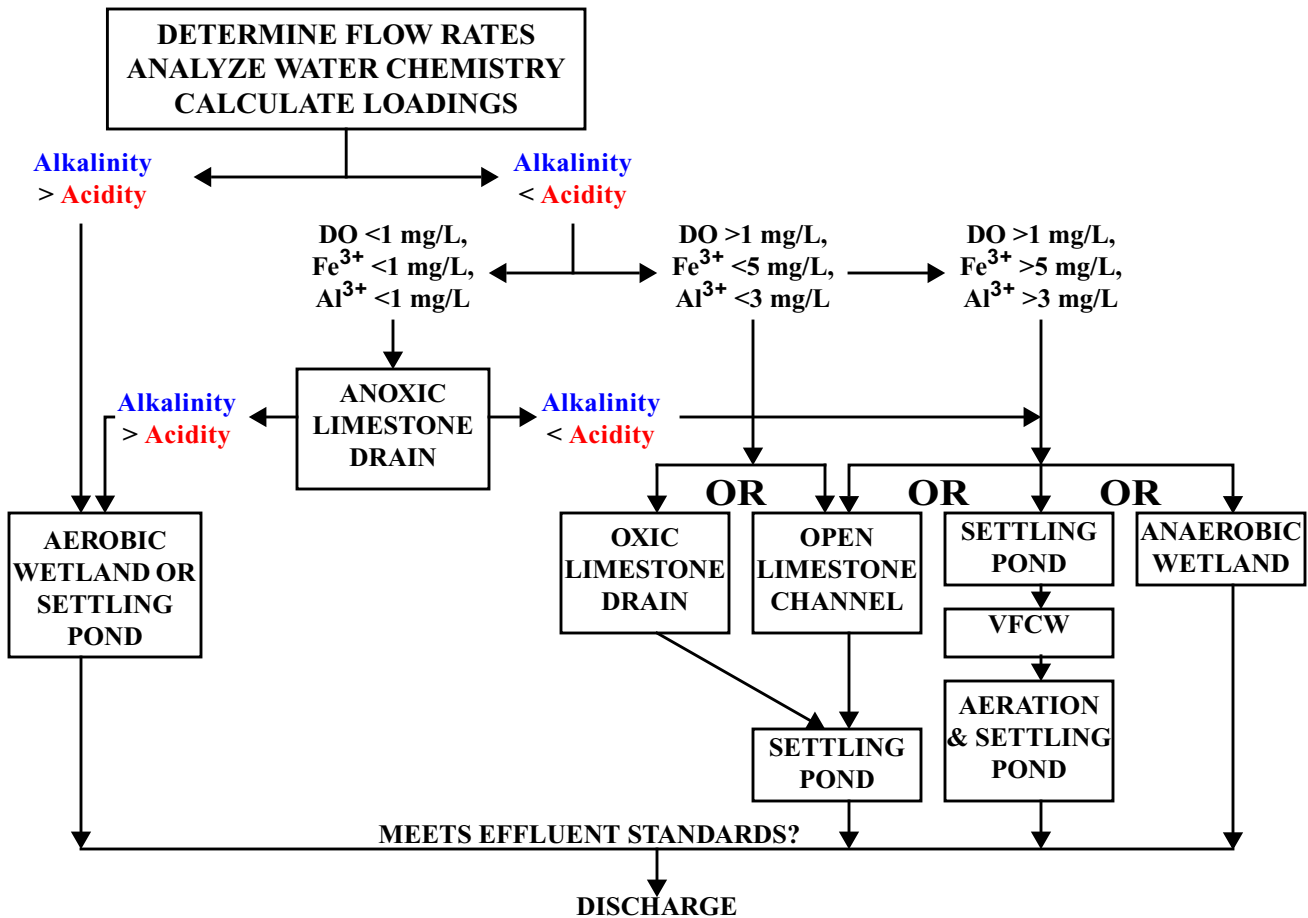 DETERMINE FLOW RATES
ANALYZE WATER CHEMISTRY
CALCULATE LOADINGS
Alkalinity
> Acidity
Alkalinity
< Acidity
DO <1 mg/L,
Fe³⁺ <1 mg/L,
Al³⁺ <1 mg/L
DO >1 mg/L,
Fe³⁺ <5 mg/L,
Al³⁺ <3 mg/L
DO >1 mg/L,
Fe³⁺ >5 mg/L,
Al³⁺ >3 mg/L
ANOXIC
LIMESTONE
DRAIN
Alkalinity
> Acidity
Alkalinity
< Acidity
OR
OR
OR
AEROBIC
WETLAND OR
SETTLING
POND
OXIC
LIMESTONE
DRAIN
OPEN
LIMESTONE
CHANNEL
SETTLING
POND
ANAEROBIC
WETLAND
VFCW
AERATION
& SETTLING
POND
SETTLING
POND
MEETS EFFLUENT STANDARDS?
DISCHARGE